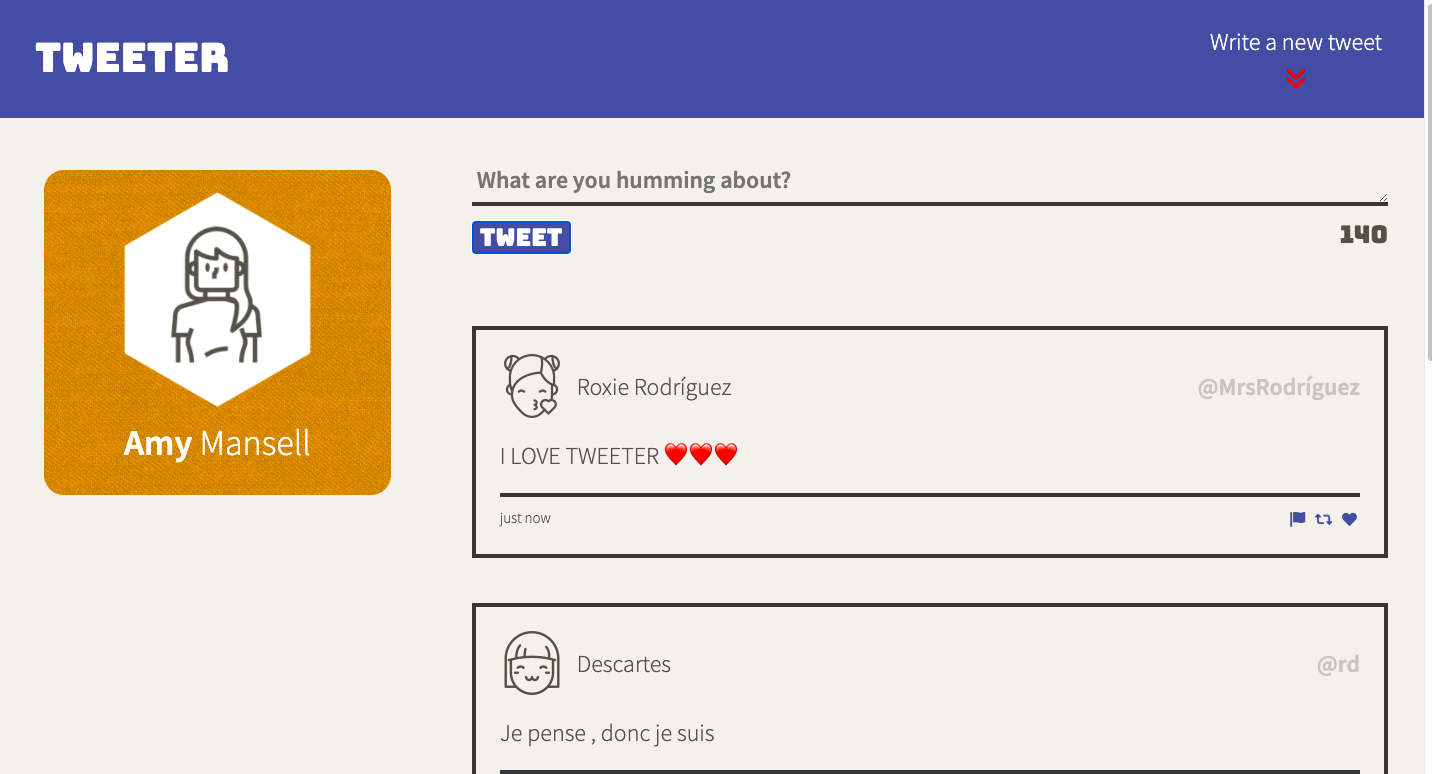 TWEETER
Write a new tweet
Amy Mansell
What are you humming about?
TWEET
140
Roxie Rodríguez
@MrsRodríguez
I LOVE TWEETER ❤️❤️❤️
just now
Descartes
@rd
Je pense , donc je suis